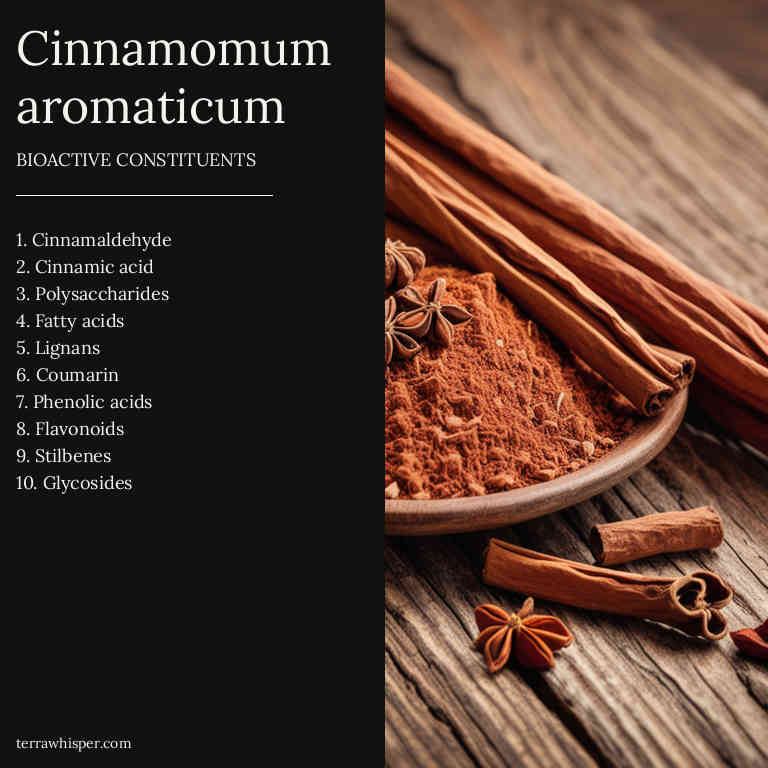 Cinnamomum
aromaticum
BIOACTIVE CONSTITUENTS
1. Cinnamaldehyde
2. Cinnamic acid
3. Polysaccharides
4. Fatty acids
5. Lignans
6. Coumarin
7. Phenolic acids
8. Flavonoids
9. Stilbenes
10. Glycosides
terrawhisper.com